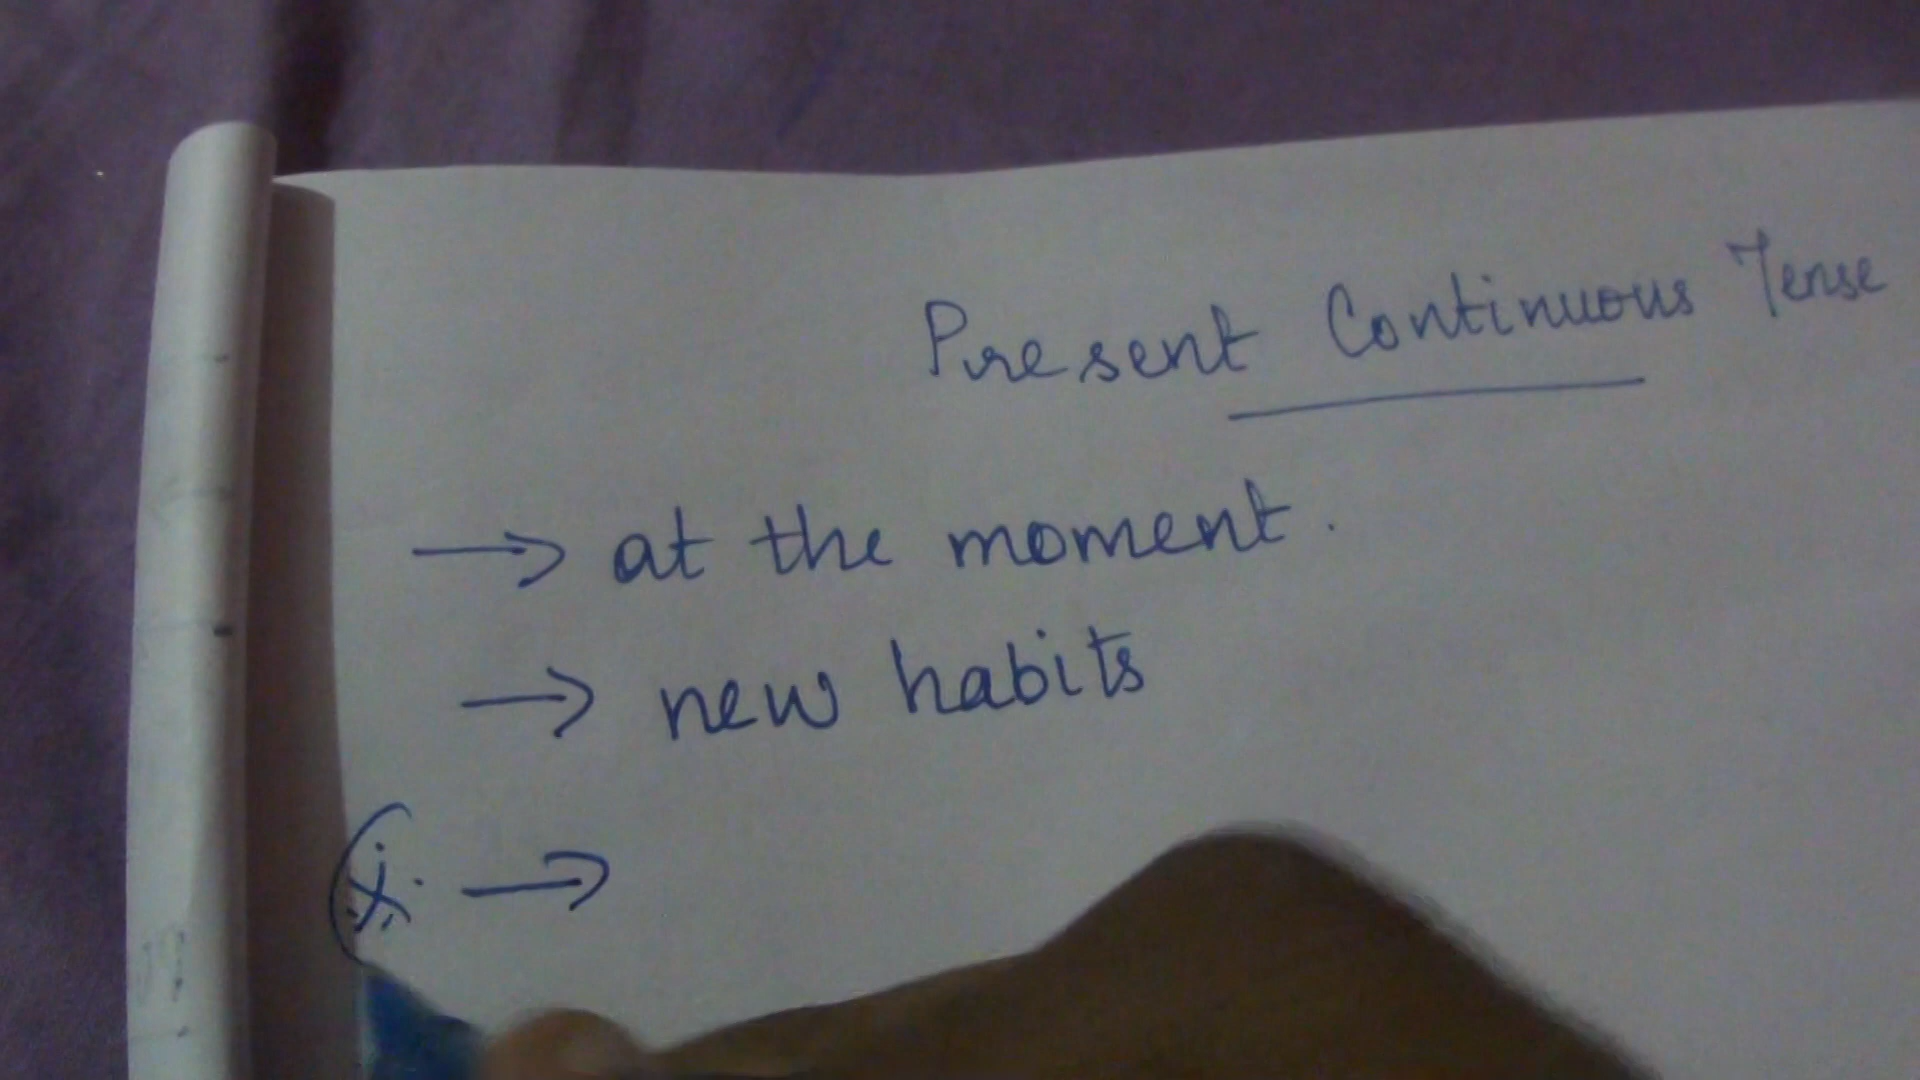 Present Continuous Tense
→ at the moment.
→ new habits
→